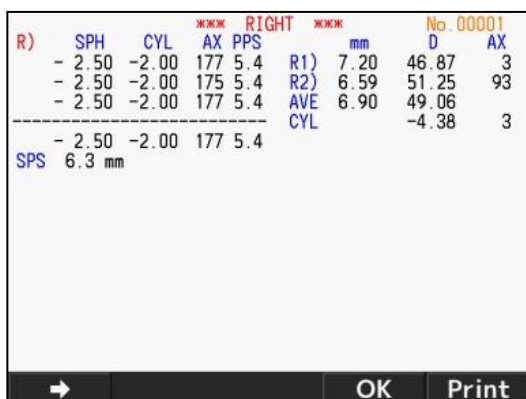 *** RIGHT *** No.00001
R) SPH CYL AX PPS mm D AX
- 2.50 -2.00 177 5.4 R1) 7.20 46.87 3
- 2.50 -2.00 175 5.4 R2) 6.59 51.25 93
- 2.50 -2.00 177 5.4 AVE 6.90 49.06
--------------------------- CYL -4.38 3
- 2.50 -2.00 177 5.4
SPS 6.3 mm
➡ OK Print